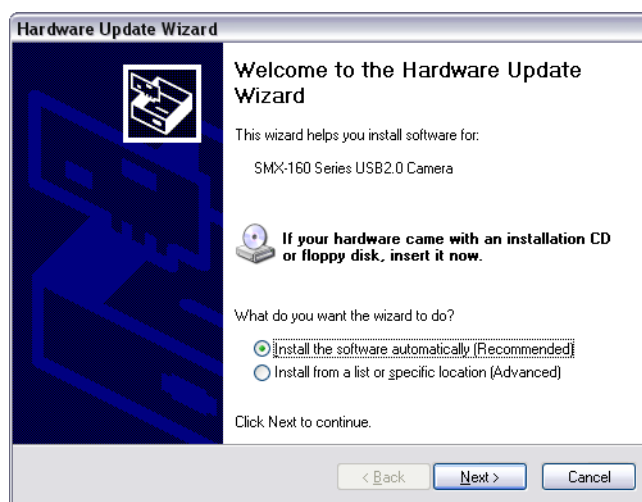 Hardware Update Wizard
Welcome to the Hardware Update
Wizard
This wizard helps you install software for:
SMX-160 Series USB2.0 Camera
If your hardware came with an installation CD
or floppy disk, insert it now.
What do you want the wizard to do?
Install the software automatically (Recommended)
Install from a list or specific location (Advanced)
Click Next to continue.
< Back Next > Cancel